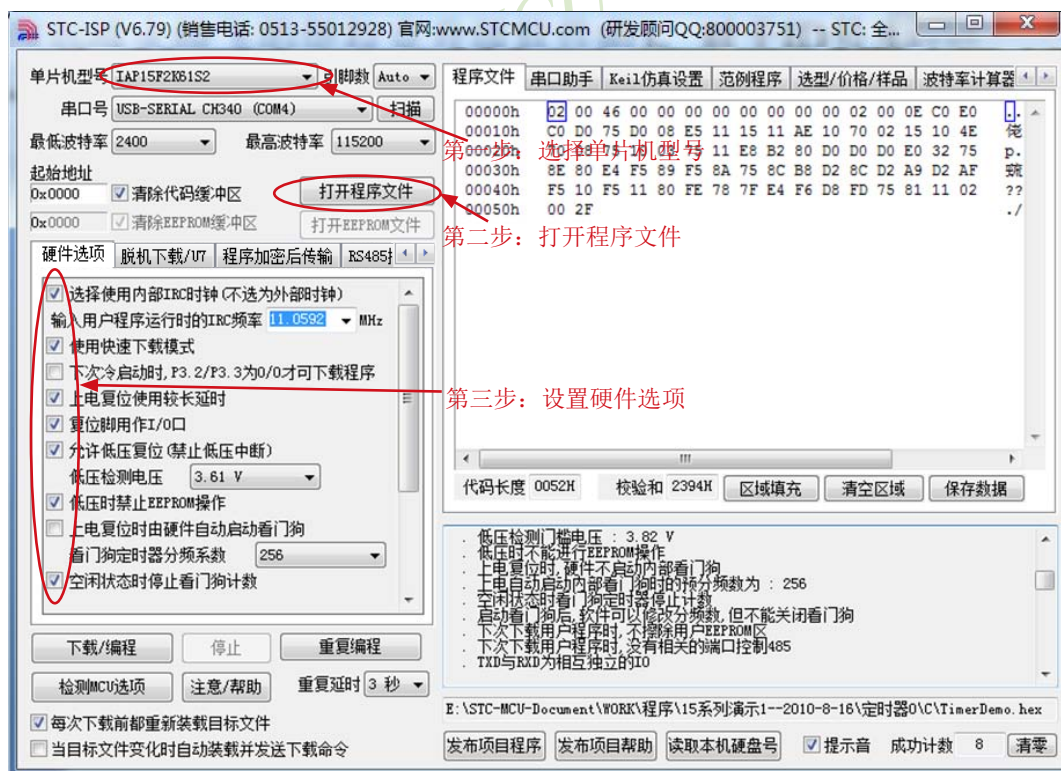 STC-ISP (V6.79) (销售电话: 0513-55012928) 官网:www.STCMCU.com (研发顾问QQ:800003751) -- STC: 全...
单片机型号 IAP15F2K61S2 引脚数 Auto
串口号 USB-SERIAL CH340 (COM4) 扫描
最低波特率 2400 最高波特率 115200
起始地址
0x0000 清除代码缓冲区 打开程序文件
0x0000 清除EEPROM缓冲区 打开EEPROM文件
硬件选项 脱机下载/U7 程序加密后传输 RS485
选择使用内部IRC时钟(不选为外部时钟)
输入用户程序运行时的IRC频率 11.0592 MHz
使用快速下载模式
下次冷启动时,P3.2/P3.3为0/0才可下载程序
上电复位使用较长延时
复位脚用作I/O口
允许低压复位(禁止低压中断)
低压检测电压 3.61 V
低压时禁止EEPROM操作
上电复位时由硬件自动启动看门狗
看门狗定时器分频系数 256
空闲状态时停止看门狗计数
下载/编程 停止 重复编程
检测MCU选项 注意/帮助 重复延时 3 秒
每次下载前都重新装载目标文件
当目标文件变化时自动装载并发送下载命令
程序文件 串口助手 Keil仿真设置 范例程序 选型/价格/样品 波特率计算器
00000h 02 00 46 00 00 00 00 00 00 00 00 02 00 0E C0 E0
00010h C0 D0 75 D0 08 E5 11 15 11 AE 10 70 02 15 10 4E
第一步：选择单片机型号
11 E8 B2 80 D0 D0 D0 E0 32 75 p.
00030h 8E 80 E4 F5 89 F5 8A 75 8C B8 D2 8C D2 A9 D2 AF
00040h F5 10 F5 11 80 FE 78 7F E4 F6 D8 FD 75 81 11 02 ??
00050h 00 2F ./
第二步：打开程序文件
第三步：设置硬件选项
代码长度 0052H 校验和 2394H 区域填充 清空区域 保存数据
. 低压检测门槛电压 : 3.82 V
. 低压时不能进行EEPROM操作
. 上电复位时,硬件不启动内部看门狗
. 上电自动启动内部看门狗时的预分频数为 : 256
. 空闲状态时看门狗定时器停止计数
. 启动看门狗后,软件可以修改分频数,但不能关闭看门狗
. 下次下载用户程序时,不擦除用户EEPROM区
. 下次下载用户程序时,没有相关的端口控制485
. TXD与RXD为相互独立的IO
E:\STC-MCU-Document\WORK\程序\15系列演示1--2010-8-16\定时器0\C\TimerDemo.hex
发布项目程序 发布项目帮助 读取本机硬盘号 提示音 成功计数 8 清零